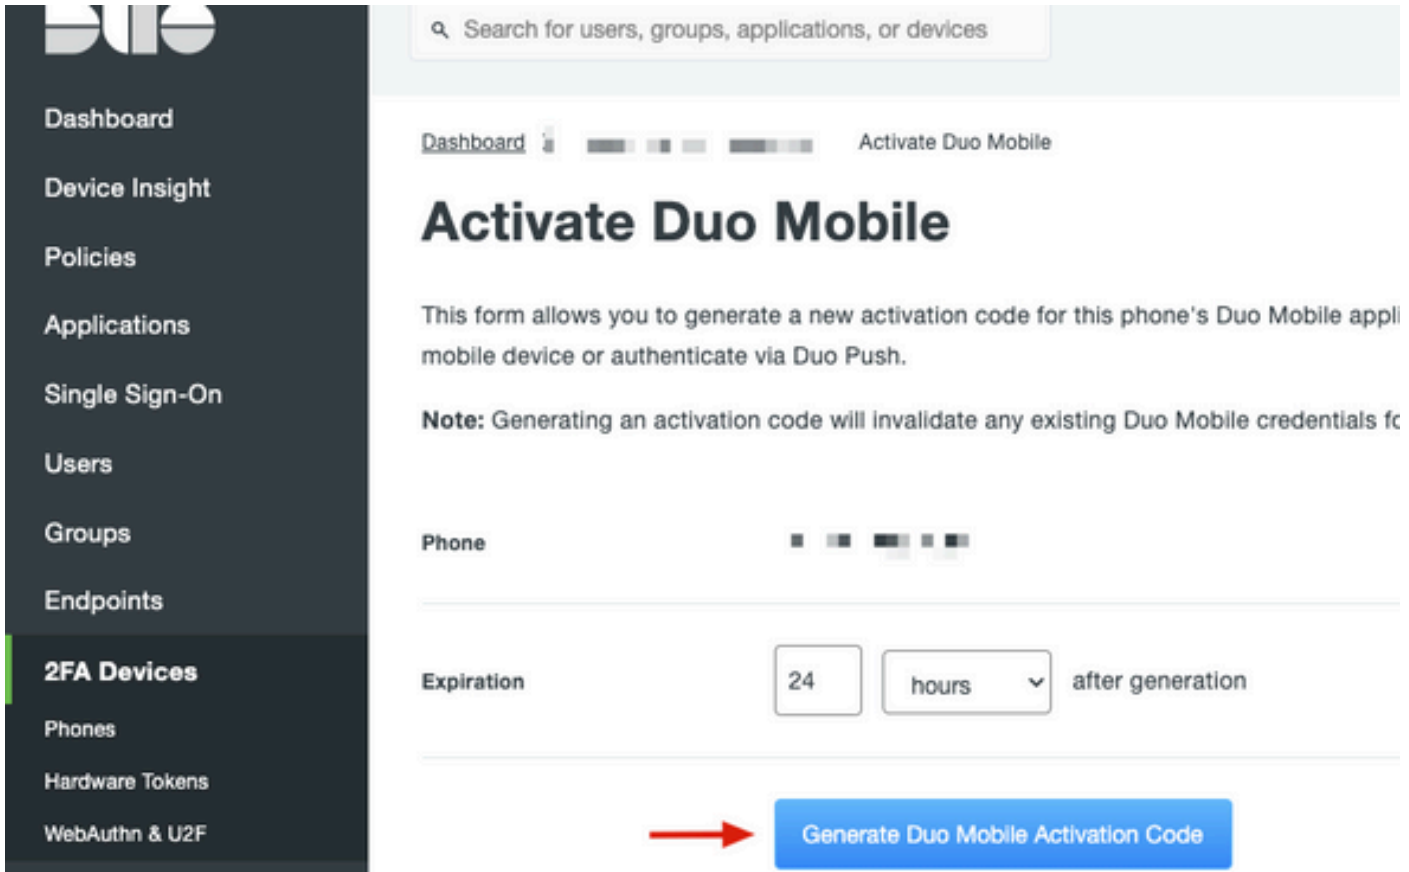 Search for users, groups, applications, or devices
Dashboard
Device Insight
Policies
Applications
Single Sign-On
Users
Groups
Endpoints
2FA Devices
Phones
Hardware Tokens
WebAuthn & U2F
Dashboard Activate Duo Mobile
Activate Duo Mobile
This form allows you to generate a new activation code for this phone's Duo Mobile appli
mobile device or authenticate via Duo Push.
Note: Generating an activation code will invalidate any existing Duo Mobile credentials fo
Phone
Expiration 24 hours after generation
Generate Duo Mobile Activation Code